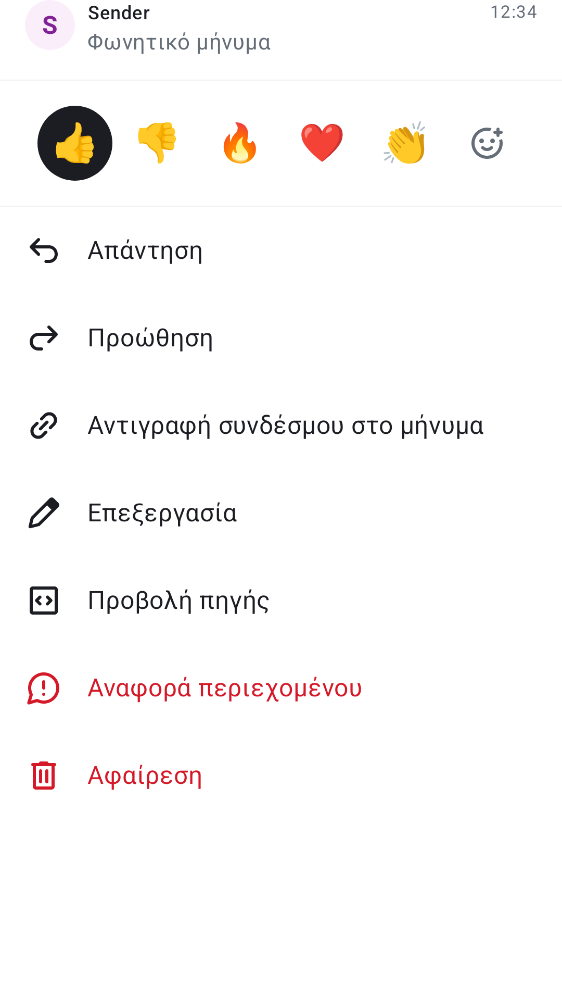 S
Sender
12:34
Φωνητικό μήνυμα
Απάντηση
Προώθηση
Αντιγραφή συνδέσμου στο μήνυμα
Επεξεργασία
Προβολή πηγής
Αναφορά περιεχομένου
Αφαίρεση